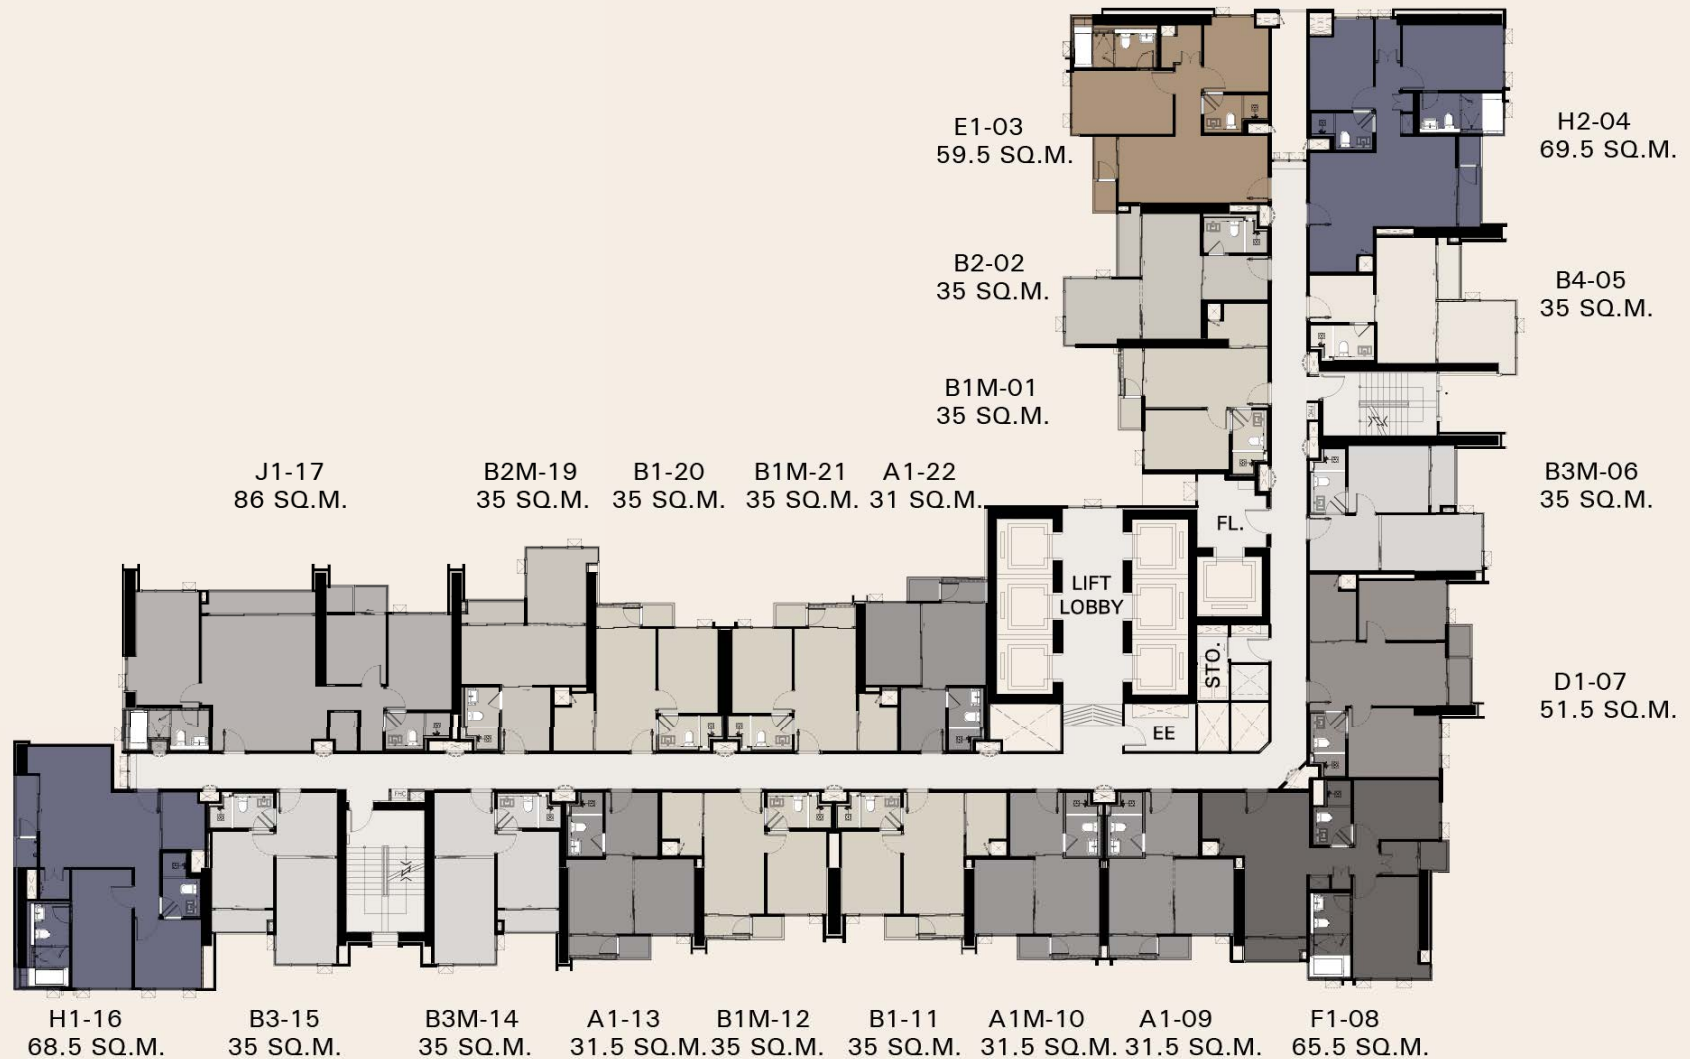 E1-03
59.5 SQ.M.
H2-04
69.5 SQ.M.
B2-02
35 SQ.M.
B4-05
35 SQ.M.
B1M-01
35 SQ.M.
FHC
J1-17
86 SQ.M.
B2M-19
35 SQ.M.
B1-20
35 SQ.M.
B1M-21
35 SQ.M.
A1-22
31 SQ.M.
B3M-06
35 SQ.M.
FL.
LIFT
LOBBY
STO.
EE
D1-07
51.5 SQ.M.
FHC
H1-16
68.5 SQ.M.
B3-15
35 SQ.M.
B3M-14
35 SQ.M.
A1-13
31.5 SQ.M.
B1M-12
35 SQ.M.
B1-11
35 SQ.M.
A1M-10
31.5 SQ.M.
A1-09
31.5 SQ.M.
F1-08
65.5 SQ.M.